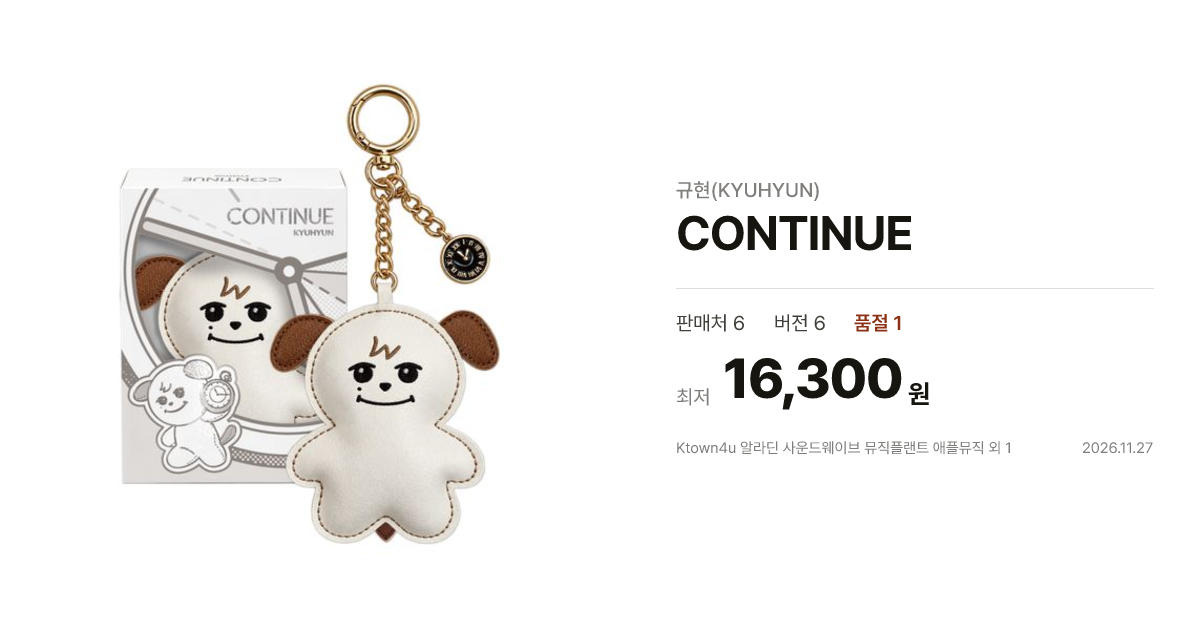 CONTINUE
CONTINUE
KYUHYUN
규현(KYUHYUN)
CONTINUE
판매처 6 버전 6 품절 1
최저 16,300 원
Ktown4u 알라딘 사운드웨이브 뮤직플랜트 애플뮤직 외 1 2026.11.27